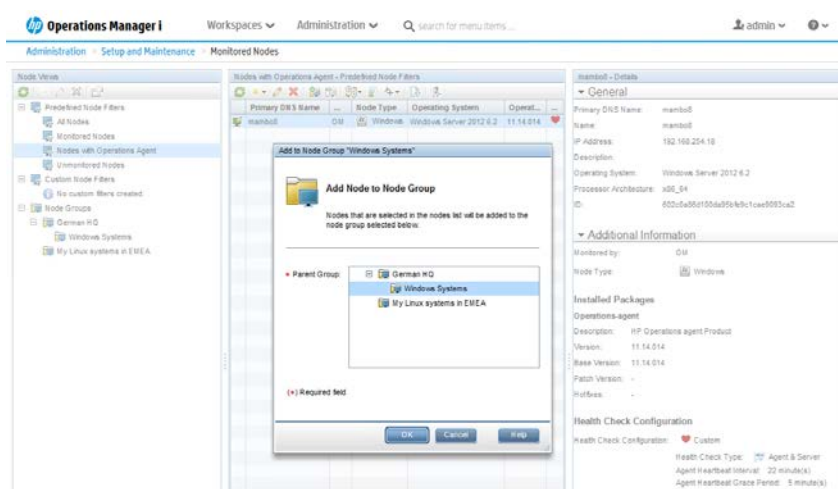 hp Operations Manager i Workspaces Administration search for menu items ... admin
Administration Setup and Maintenance Monitored Nodes
Node Views
Predefined Node Filters
All Nodes
Monitored Nodes
Nodes with Operations Agent
Unmonitored Nodes
Custom Node Filters
No custom filters created.
Node Groups
German HQ
Windows Systems
My Linux systems in EMEA
Nodes with Operations Agent - Predefined Node Filters
Primary DNS Name ... Node Type Operating System Operat... ...
mambo8 OM Windows Windows Server 2012 6.2 11.14.014
Add to Node Group "Windows Systems"
Add Node to Node Group
Nodes that are selected in the nodes list will be added to the
node group selected below.
* Parent Group:
German HQ
Windows Systems
My Linux systems in EMEA
(*) Required field
OK Cancel Help
mambo8 - Details
General
Primary DNS Name: mambo8
Name: mambo8
IP Address: 192.168.254.18
Description:
Operating System: Windows Server 2012 6.2
Processor Architecture: x86_64
ID:
Additional Information
Monitored by: OM
Node Type: Windows
Installed Packages
Operations-agent
Description: HP Operations agent Product
Version: 11.14.014
Base Version: 11.14.014
Patch Version: -
Hotfixes: -
Health Check Configuration
Health Check Configuration: Custom
Health Check Type: Agent & Server
Agent Heartbeat Interval: 22 minute(s)
Agent Heartbeat Grace Period: 5 minute(s)